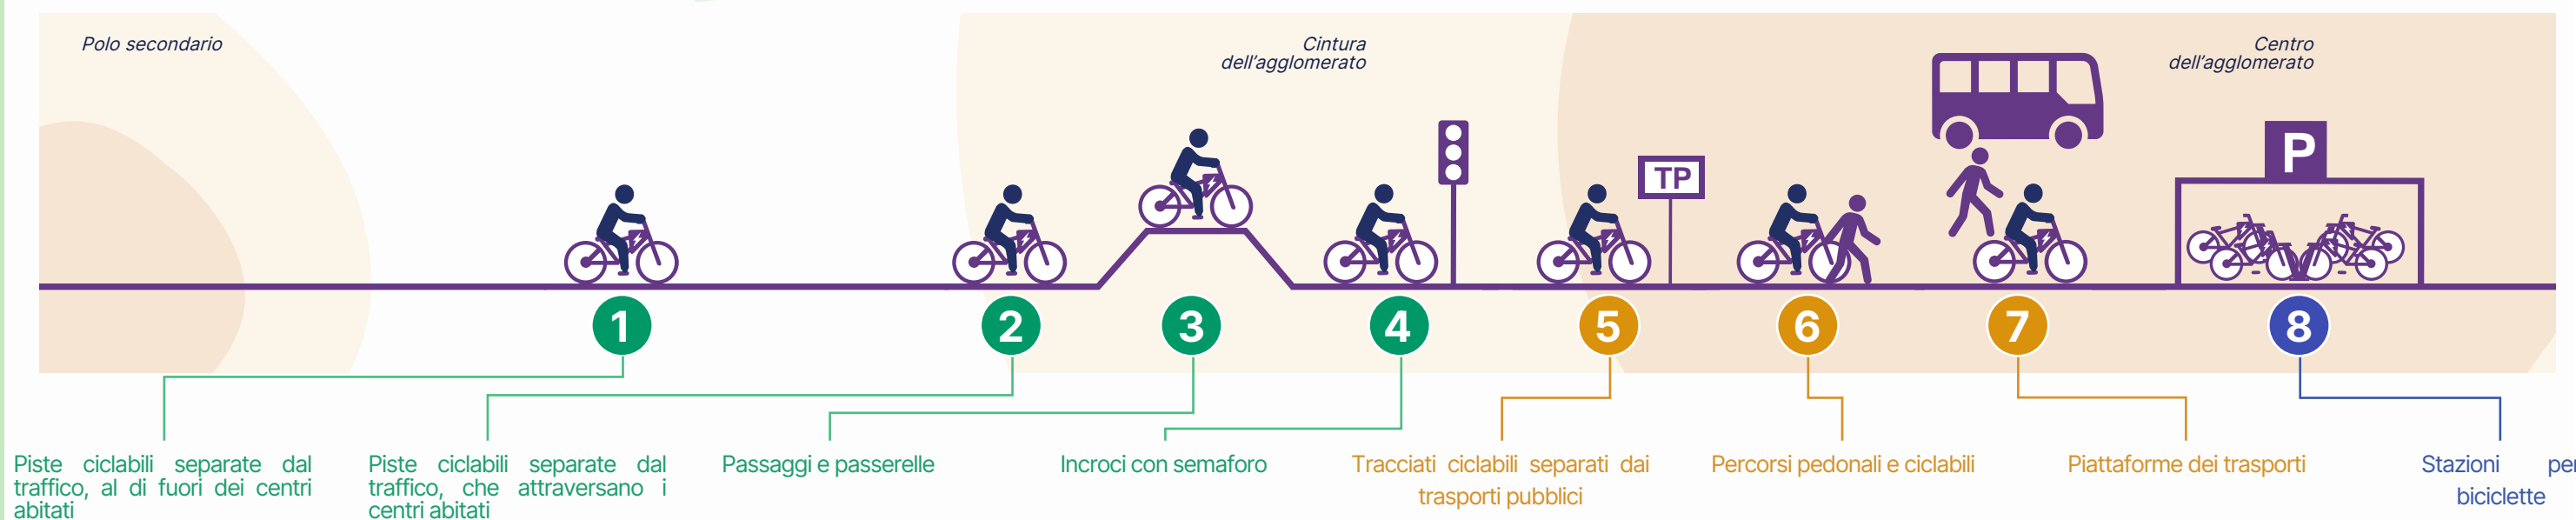 Polo secondario
Cintura
dell'agglomerato
Centro
dell'agglomerato
TP
P
1
2
3
4
5
6
7
8
Piste ciclabili separate dal
traffico, al di fuori dei centri
abitati
Piste ciclabili separate dal
traffico, che attraversano i
centri abitati
Passaggi e passerelle
Incroci con semaforo
Tracciati ciclabili separati dai
trasporti pubblici
Percorsi pedonali e ciclabili
Piattaforme dei trasporti
Stazioni per
biciclette